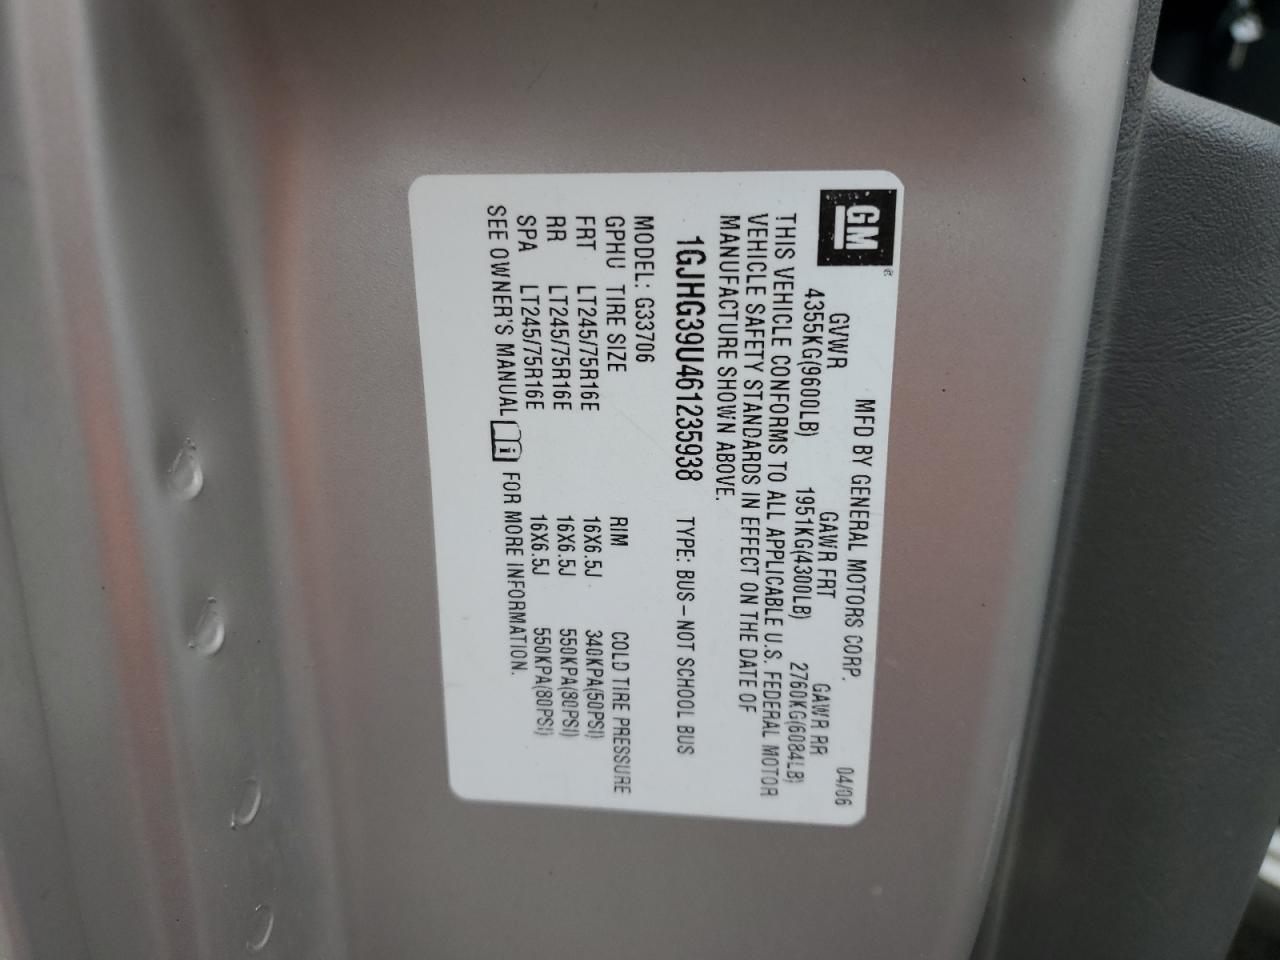 GM®
MFD BY GENERAL MOTORS CORP. 04/06
GVWR GAWR FRT GAWR RR
4355KG(9600LB) 1951KG(4300LB) 2760KG(6084LB)
THIS VEHICLE CONFORMS TO ALL APPLICABLE U.S. FEDERAL MOTOR
VEHICLE SAFETY STANDARDS IN EFFECT ON THE DATE OF
MANUFACTURE SHOWN ABOVE.
1GJHG39U461235938 TYPE: BUS-NOT SCHOOL BUS
MODEL: G33706
GPHU TIRE SIZE RIM COLD TIRE PRESSURE
FRT LT245/75R16E 16X6.5J 340KPA(50PSI)
RR LT245/75R16E 16X6.5J 550KPA(80PSI)
SPA LT245/75R16E 16X6.5J 550KPA(80PSI)
SEE OWNER'S MANUAL i FOR MORE INFORMATION.